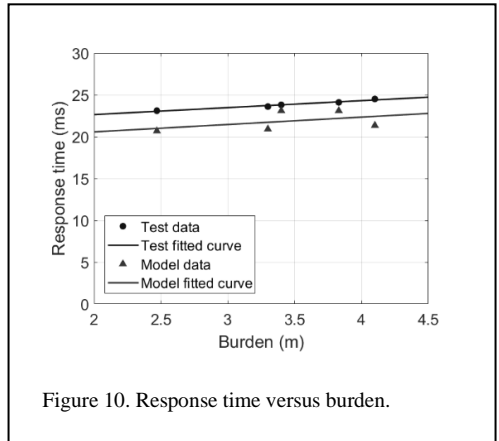 30
25
20
15
10
5
0
Response time (ms)
Test data
Test fitted curve
Model data
Model fitted curve
2 2.5 3 3.5 4 4.5
Burden (m)
Figure 10. Response time versus burden.